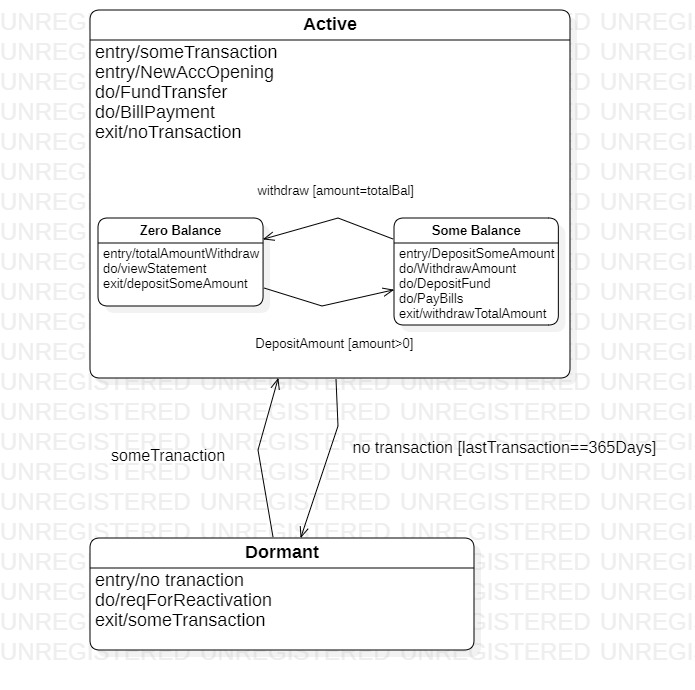 Active
entry/someTransaction
entry/NewAccOpening
do/FundTransfer
do/BillPayment
exit/noTransaction
withdraw [amount=totalBal]
Zero Balance
entry/totalAmountWithdraw
do/viewStatement
exit/depositSomeAmount
Some Balance
entry/DepositSomeAmount
do/WithdrawAmount
do/DepositFund
do/PayBills
exit/withdrawTotalAmount
DepositAmount [amount>0]
someTranaction
no transaction [lastTransaction==365Days]
Dormant
entry/no tranaction
do/reqForReactivation
exit/someTransaction
UNREGISTERED